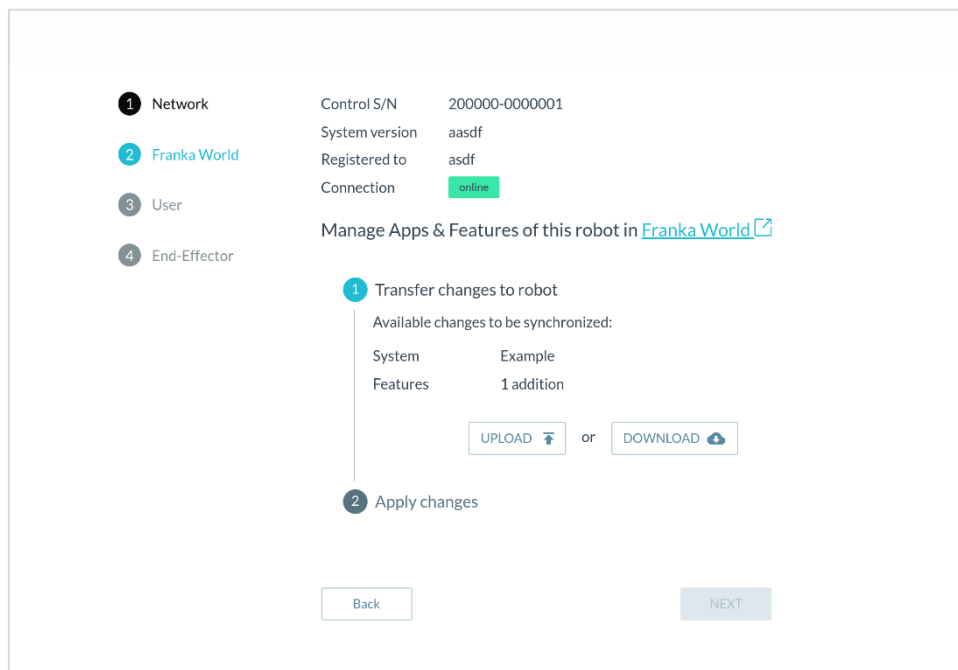 1 Network
2 Franka World
3 User
4 End-Effector
Control S/N 200000-0000001
System version aasdf
Registered to asdf
Connection online
Manage Apps & Features of this robot in Franka World
1 Transfer changes to robot
Available changes to be synchronized:
System Example
Features 1 addition
UPLOAD or DOWNLOAD
2 Apply changes
Back NEXT